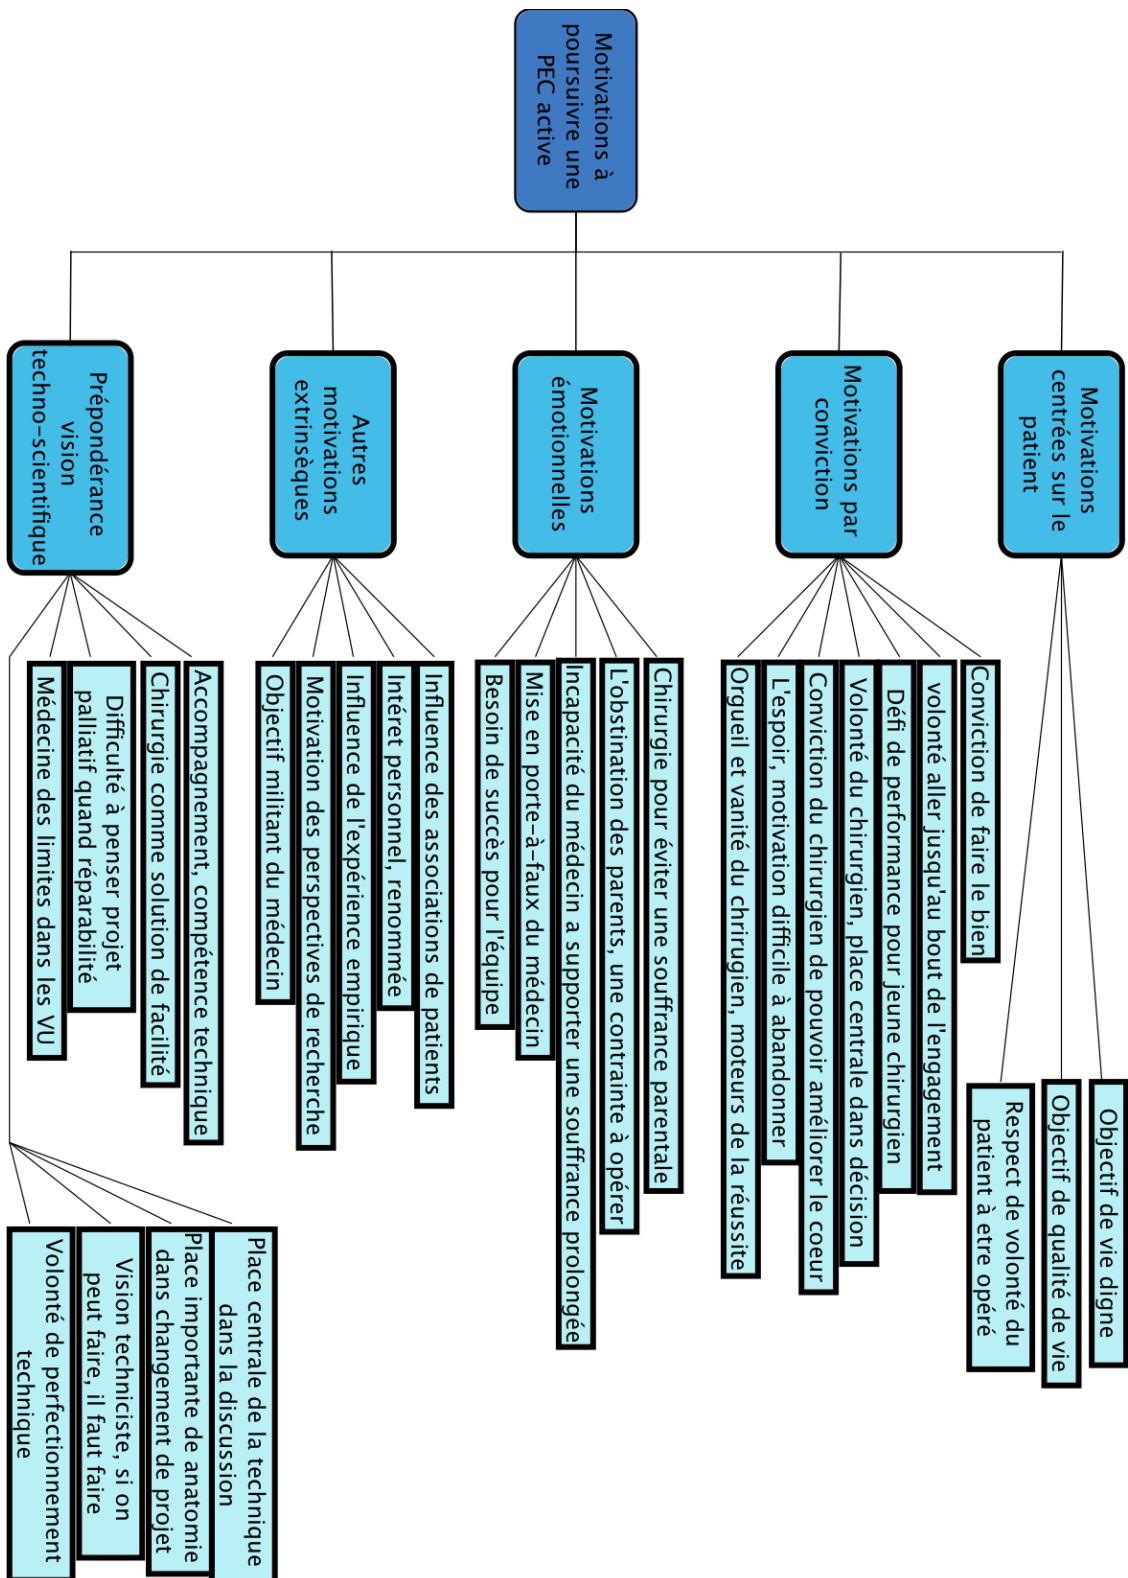 Motivations à
poursuivre une
PEC active
Motivations
centrées sur le
patient
Objectif de vie digne
Objectif de qualité de vie
Respect de volonté du
patient à etre opéré
Motivations par
conviction
Conviction de faire le bien
volonté aller jusqu'au bout de l'engagement
Défi de performance pour jeune chirurgien
Volonté du chirurgien, place centrale dans décision
Conviction du chirurgien de pouvoir améliorer le coeur
L'espoir, motivation difficile à abandonner
Orgueil et vanité du chrirugien, moteurs de la réussite
Motivations
émotionnelles
Chirurgie pour éviter une souffrance parentale
L'obstination des parents, une contrainte à opérer
Incapacité du médecin a supporter une souffrance prolongée
Mise en porte-à-faux du médecin
Besoin de succès pour l'équipe
Autres
motivations
extrinsèques
Influence des associations de patients
Intéret personnel, renommée
Influence de l'expérience empirique
Motivation des perspectives de recherche
Objectif militant du médecin
Prépondérance
vision
techno-scientifique
Accompagnement, compétence technique
Chirurgie comme solution de facilité
Difficulté à penser projet
palliatif quand réparabilité
Médecine des limites dans les VU
Place centrale de la technique
dans la discussion
Place importante de anatomie
dans changement de projet
Vision techniciste, si on
peut faire, il faut faire
Volonté de perfectionnement
technique